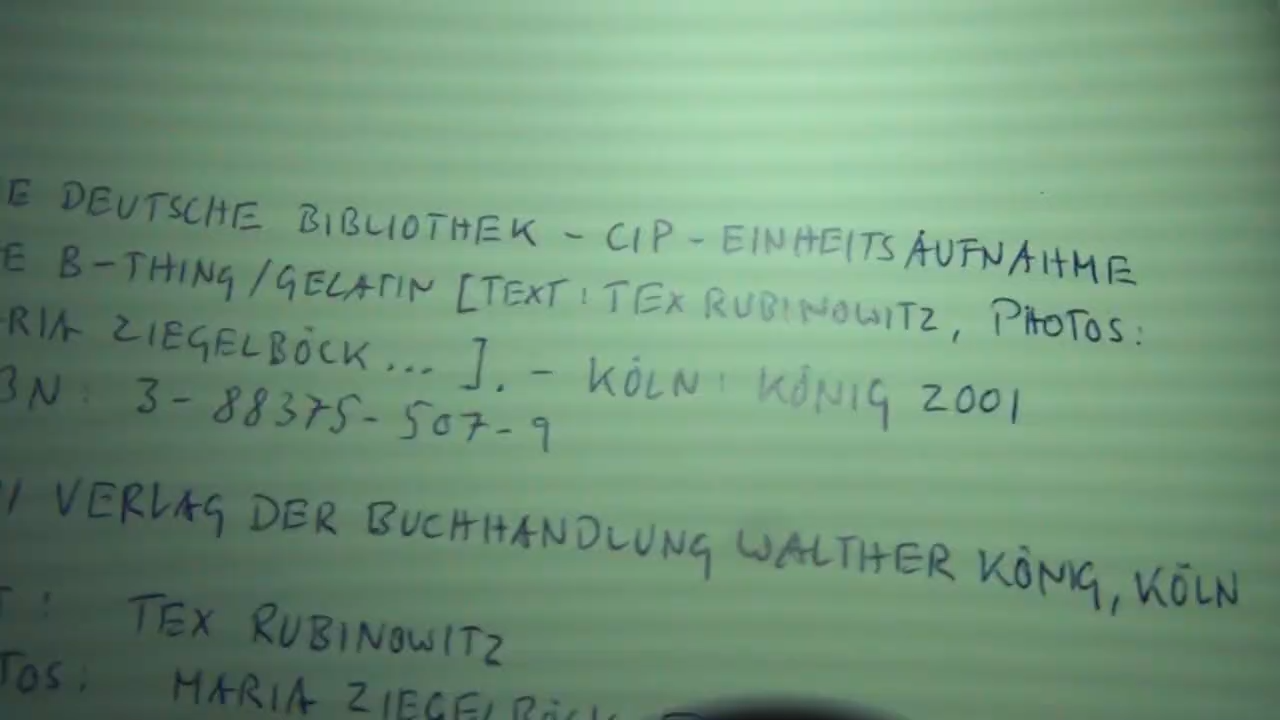 E DEUTSCHE BIBLIOTHEK - CIP - EINHEITSAUFNAHME
E B-THING/GELATIN [TEXT: TEX RUBINOWITZ, PHOTOS:
RIA ZIEGELBÖCK... ]. - KÖLN: KÖNIG 2001
BN: 3-88375-507-9
VERLAG DER BUCHHANDLUNG WALTHER KÖNIG, KÖLN
T: TEX RUBINOWITZ
TOS: MARIA ZIEGELBÖCK